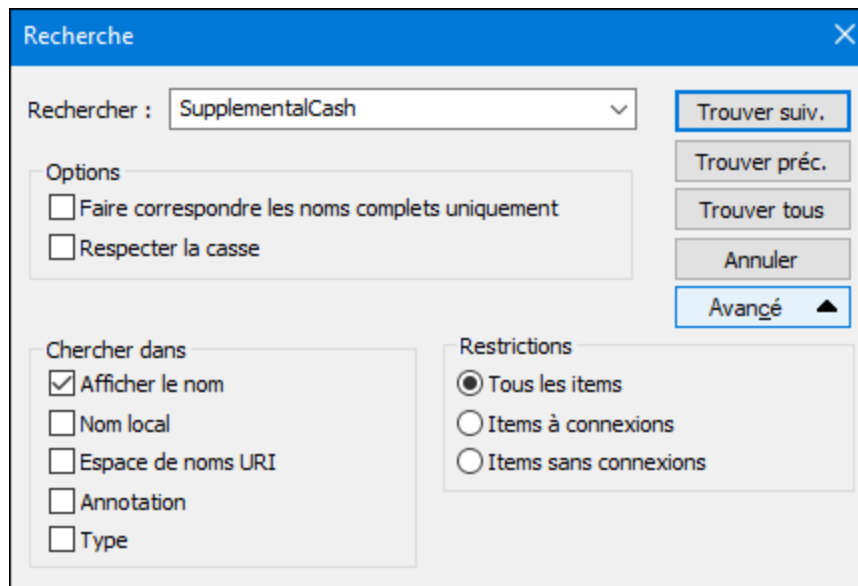 Recherche
Rechercher : SupplementalCash
Trouver suiv.
Options
Trouver préc.
Faire correspondre les noms complets uniquement
Trouver tous
Respecter la casse
Annuler
Avancé
Chercher dans
Afficher le nom
Nom local
Espace de noms URI
Annotation
Type
Restrictions
Tous les items
Items à connexions
Items sans connexions